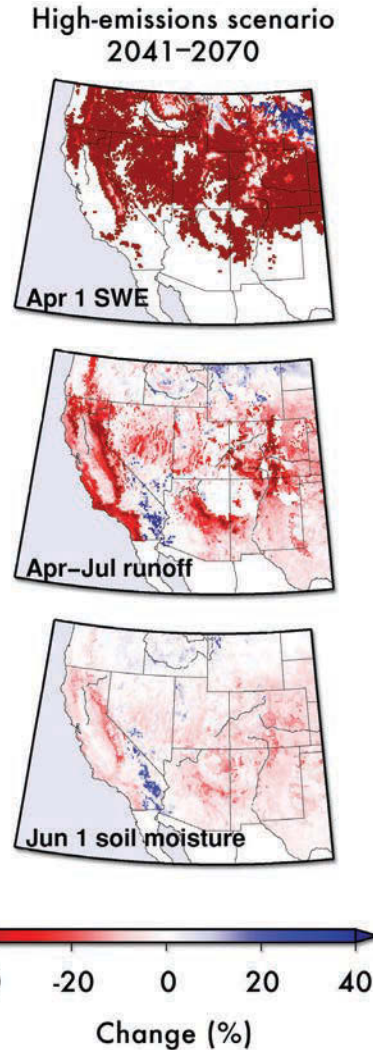 High-emissions scenario
2041–2070
Apr 1 SWE
Apr–Jul runoff
Jun 1 soil moisture
-20 0 20 40
Change (%)